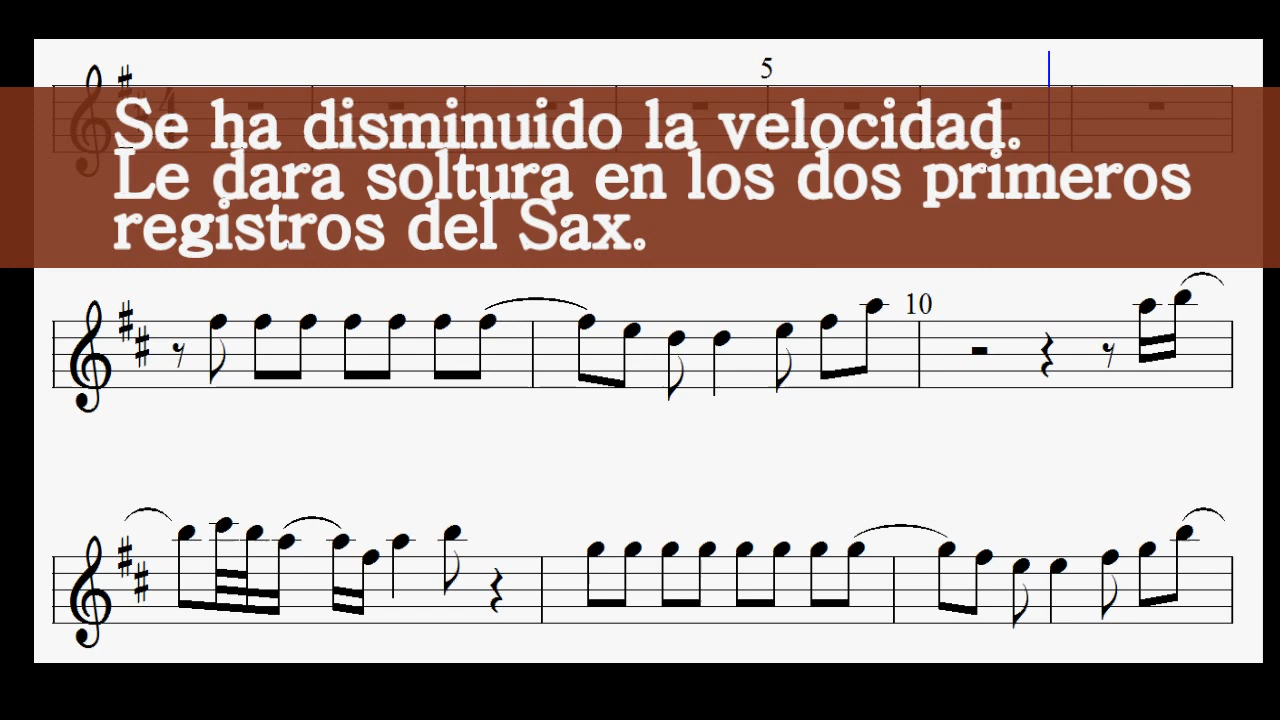 5
Se ha disminuido la velocidad.
Le dara soltura en los dos primeros
registros del Sax.
10